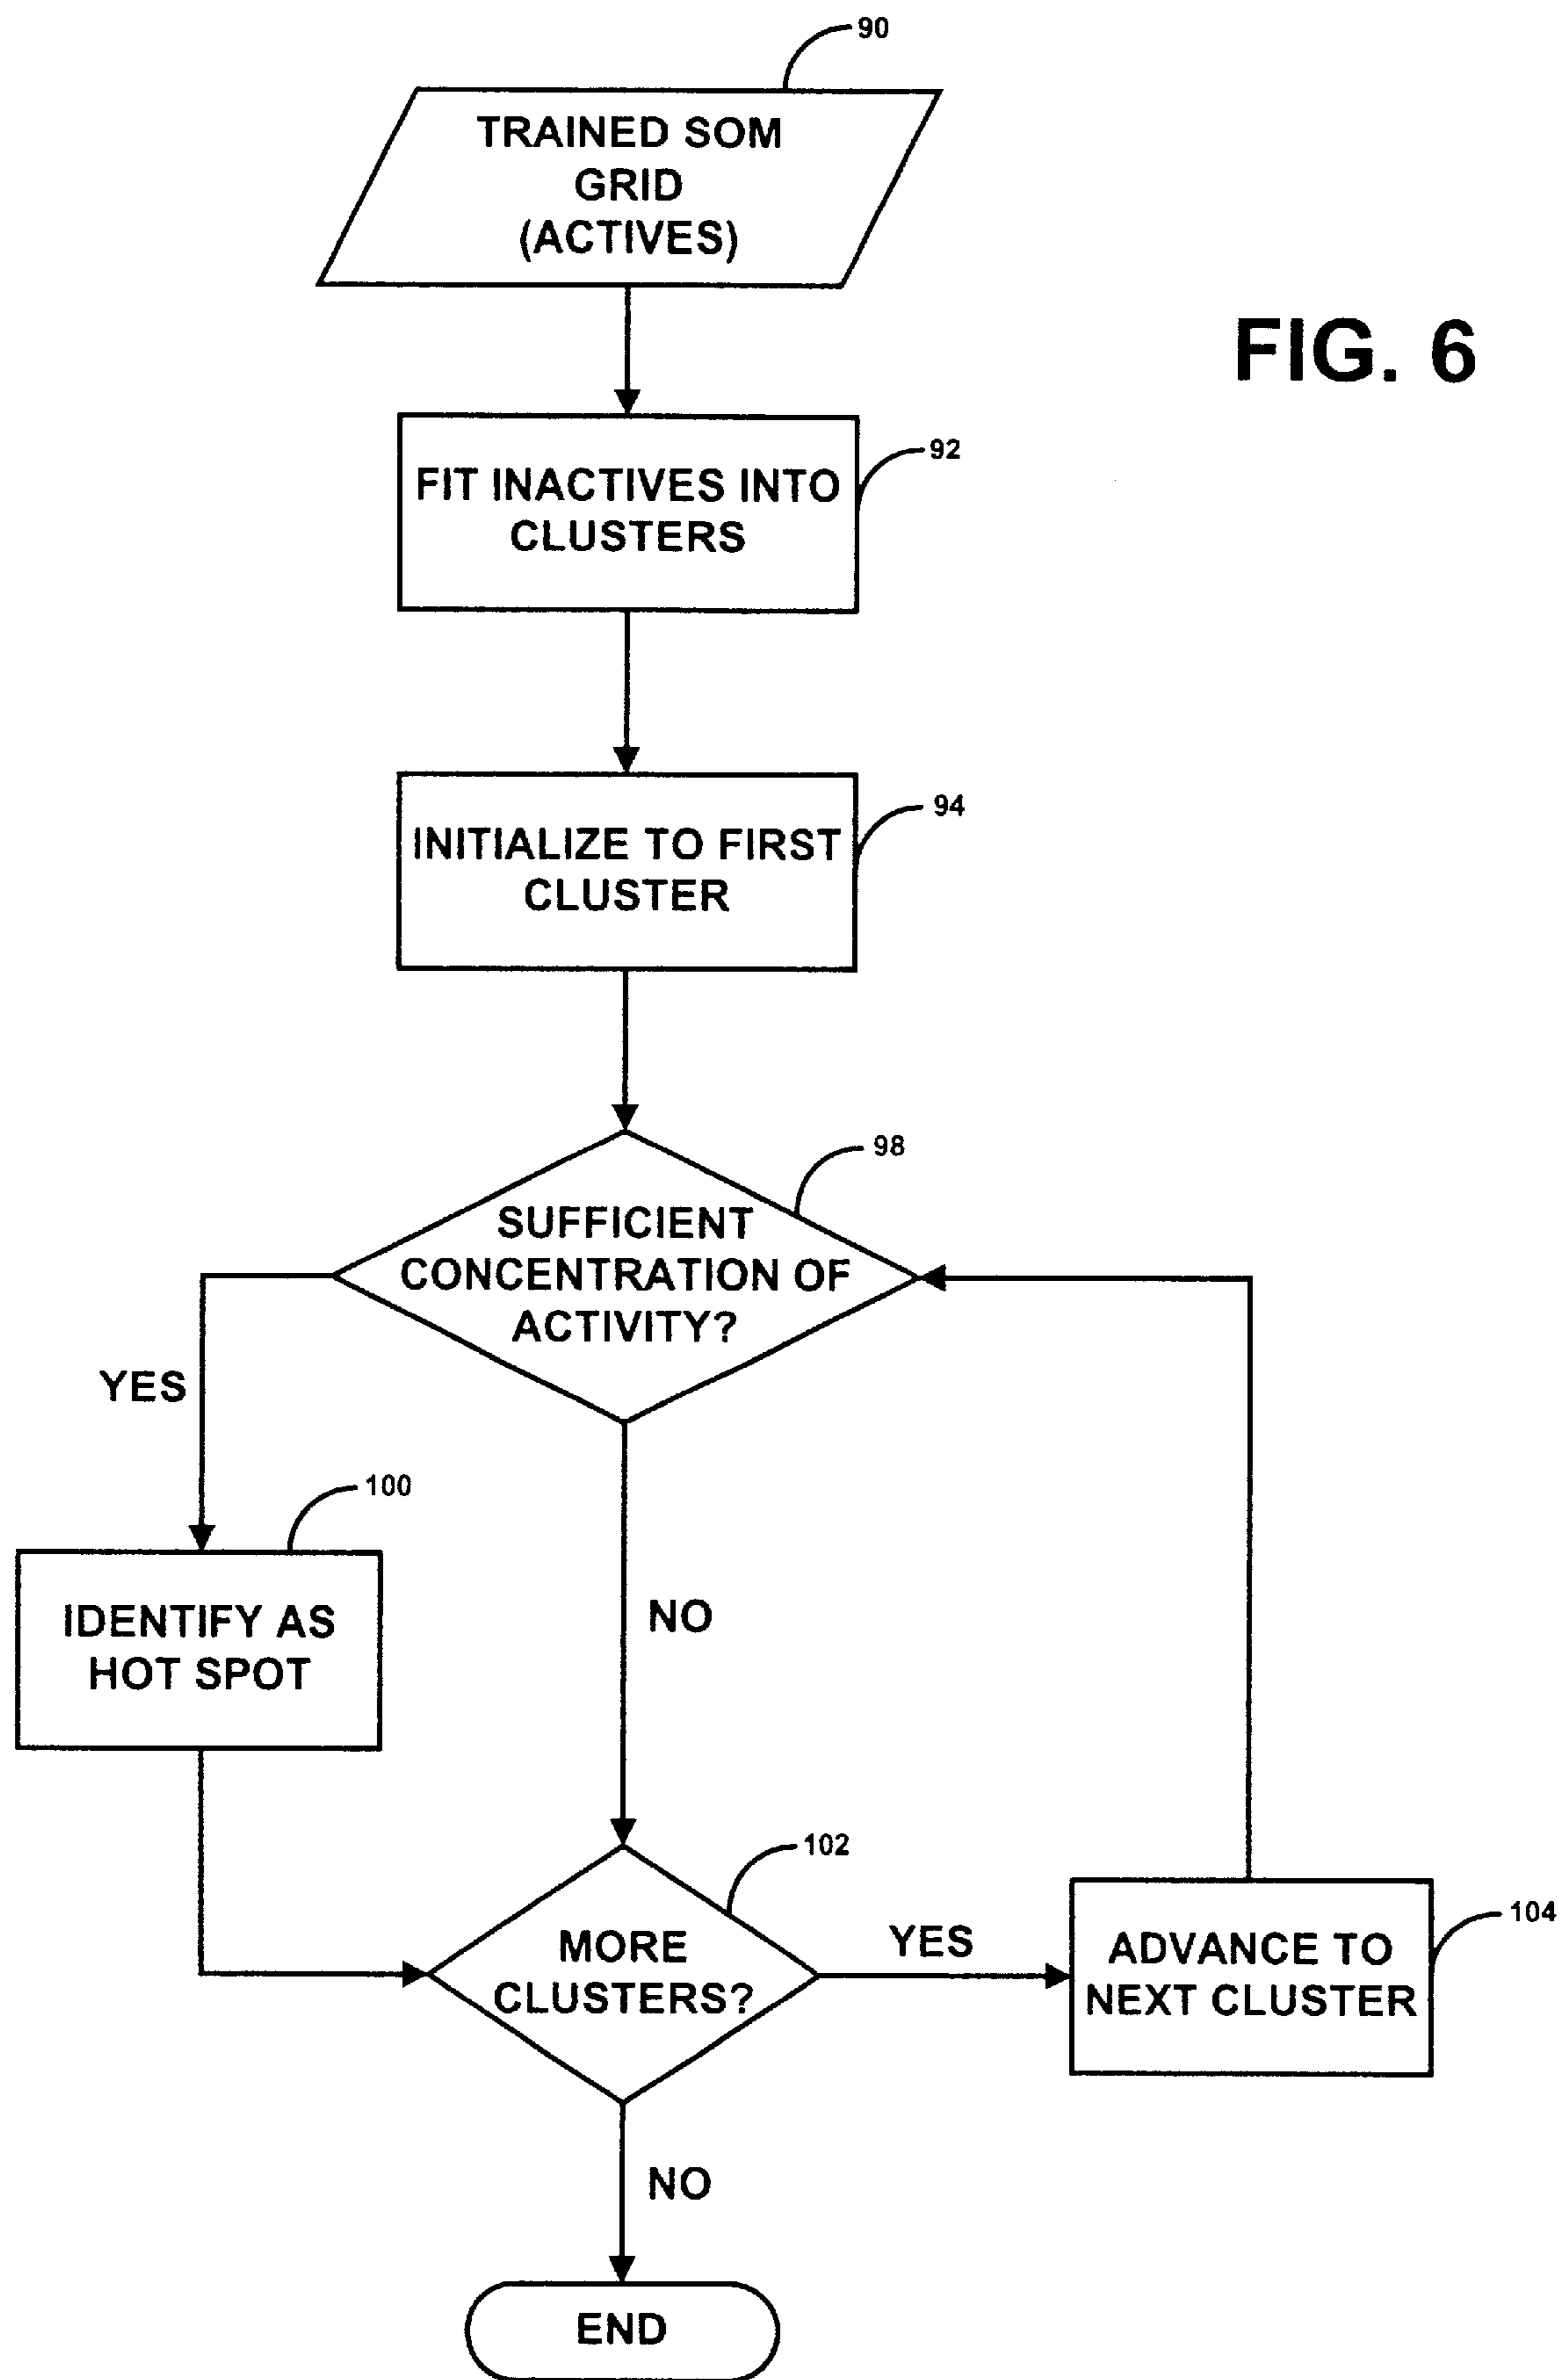 90
TRAINED SOM
GRID
(ACTIVES)
FIG. 6
92
FIT INACTIVES INTO
CLUSTERS
94
INITIALIZE TO FIRST
CLUSTER
98
SUFFICIENT
CONCENTRATION OF
ACTIVITY?
YES
100
IDENTIFY AS
HOT SPOT
NO
102
MORE
CLUSTERS?
YES
104
ADVANCE TO
NEXT CLUSTER
NO
END